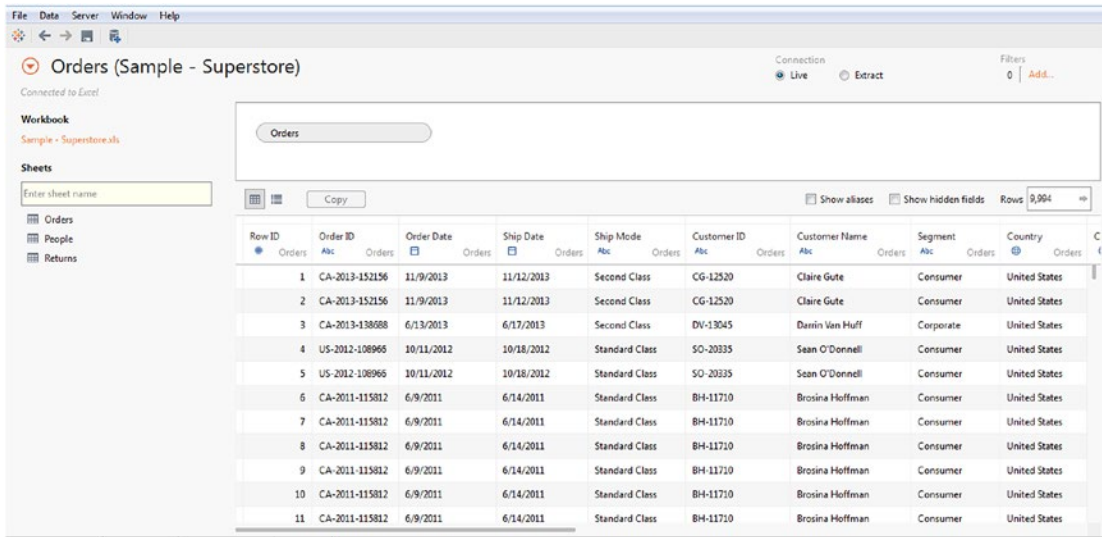 File Data Server Window Help
Orders (Sample - Superstore)
Connection
Live Extract
Filters
0 Add...
Connected to Excel
Workbook
Sample - Superstore.xls
Sheets
Enter sheet name
Orders
People
Returns
Orders
Copy
Show aliases Show hidden fields Rows 9,994
Row ID Order ID Order Date Ship Date Ship Mode Customer ID Customer Name Segment Country C
Orders Abc Orders Orders Orders Abc Orders Abc Orders Abc Orders Abc Orders Orders
1 CA-2013-152156 11/9/2013 11/12/2013 Second Class CG-12520 Claire Gute Consumer United States
2 CA-2013-152156 11/9/2013 11/12/2013 Second Class CG-12520 Claire Gute Consumer United States
3 CA-2013-138688 6/13/2013 6/17/2013 Second Class DV-13045 Darrin Van Huff Corporate United States
4 US-2012-108966 10/11/2012 10/18/2012 Standard Class SO-20335 Sean O'Donnell Consumer United States
5 US-2012-108966 10/11/2012 10/18/2012 Standard Class SO-20335 Sean O'Donnell Consumer United States
6 CA-2011-115812 6/9/2011 6/14/2011 Standard Class BH-11710 Brosina Hoffman Consumer United States
7 CA-2011-115812 6/9/2011 6/14/2011 Standard Class BH-11710 Brosina Hoffman Consumer United States
8 CA-2011-115812 6/9/2011 6/14/2011 Standard Class BH-11710 Brosina Hoffman Consumer United States
9 CA-2011-115812 6/9/2011 6/14/2011 Standard Class BH-11710 Brosina Hoffman Consumer United States
10 CA-2011-115812 6/9/2011 6/14/2011 Standard Class BH-11710 Brosina Hoffman Consumer United States
11 CA-2011-115812 6/9/2011 6/14/2011 Standard Class BH-11710 Brosina Hoffman Consumer United States